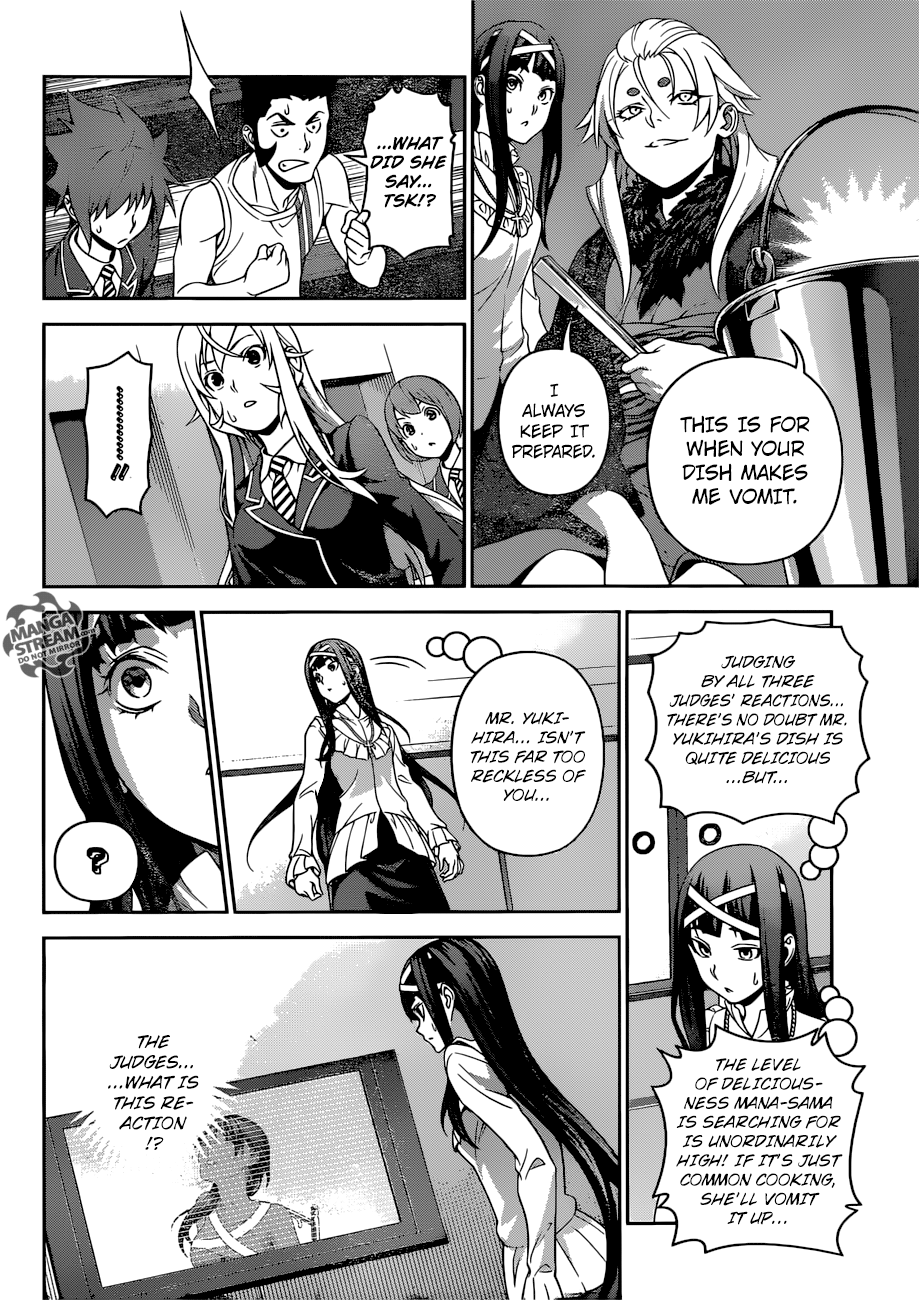 THIS IS FOR
WHEN YOUR
DISH MAKES
ME VOMIT.
I
ALWAYS
KEEP IT
PREPARED.
...WHAT
DID SHE
SAY...
TSK!?
............!!
JUDGING
BY ALL THREE
JUDGES' REACTIONS...
THERE'S NO DOUBT MR.
YUKIHIRA'S DISH IS
QUITE DELICIOUS
...BUT...
THE LEVEL
OF DELICIOUS-
NESS MANA-SAMA
IS SEARCHING FOR
IS UNORDINARILY
HIGH! IF IT'S JUST
COMMON COOKING,
SHE'LL VOMIT
IT UP...
MR. YUKI-
HIRA... ISN'T
THIS FAR TOO
RECKLESS OF
YOU...
?
THE
JUDGES...
...WHAT IS
THIS RE-
ACTION
!?
MANGA
STREAM.com
DO NOT MIRROR